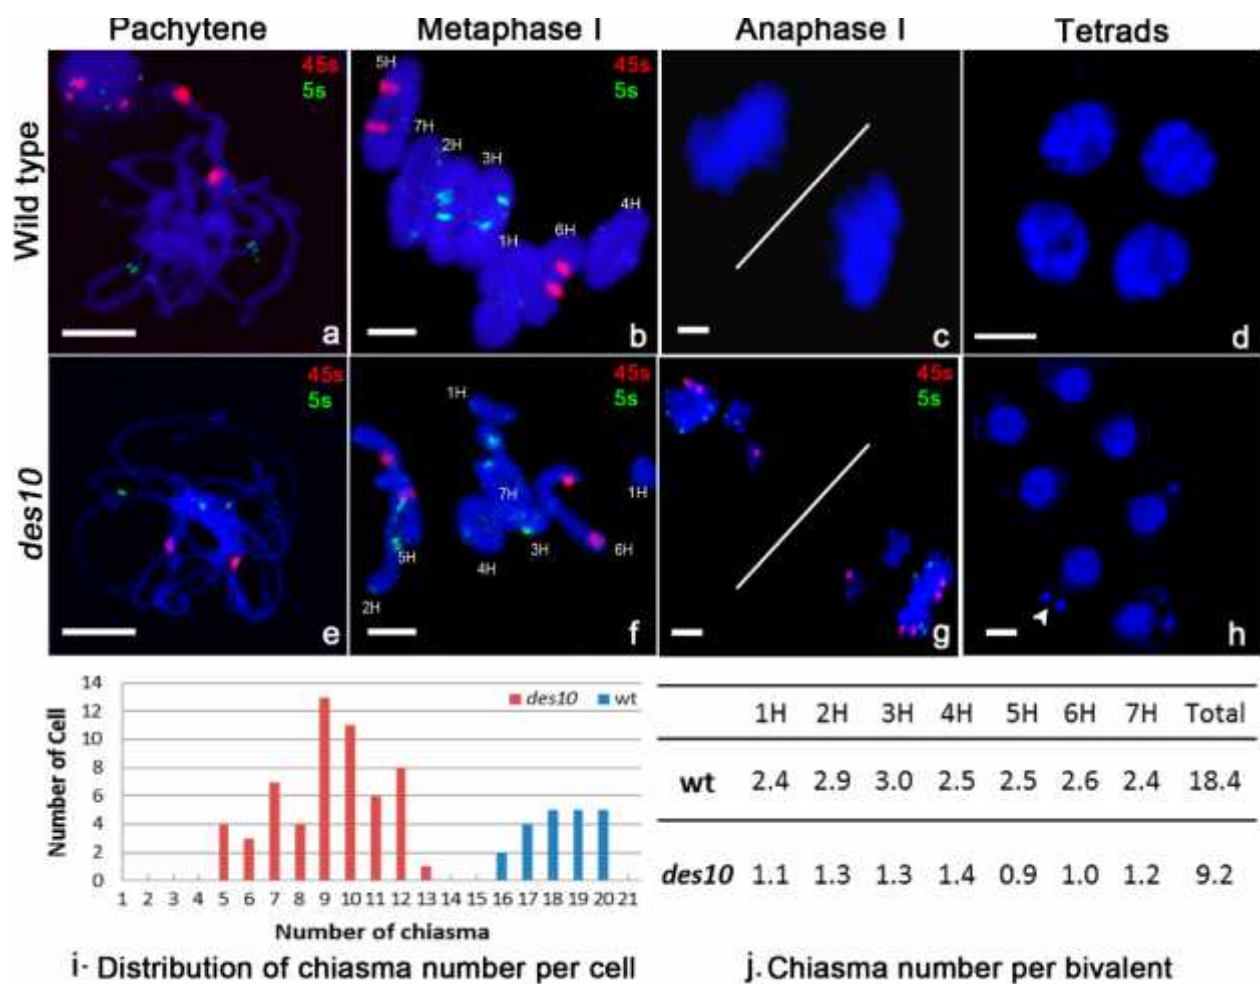 Pachytene Metaphase I Anaphase I Tetrads
Wild type
45s
5s
a
5H
7H
2H
3H
4H
1H
6H
45s
5s
b
c
d
des10
45s
5s
e
1H
7H
5H
4H
3H
6H
1H
2H
45s
5s
f
45s
5s
g
h
14
12
10
8
6
4
2
0
Number of Cell
des10 wt
1 2 3 4 5 6 7 8 9 10 11 12 13 14 15 16 17 18 19 20 21
Number of chiasma
i- Distribution of chiasma number per cell
1H 2H 3H 4H 5H 6H 7H Total
wt 2.4 2.9 3.0 2.5 2.5 2.6 2.4 18.4
des10 1.1 1.3 1.3 1.4 0.9 1.0 1.2 9.2
j. Chiasma number per bivalent